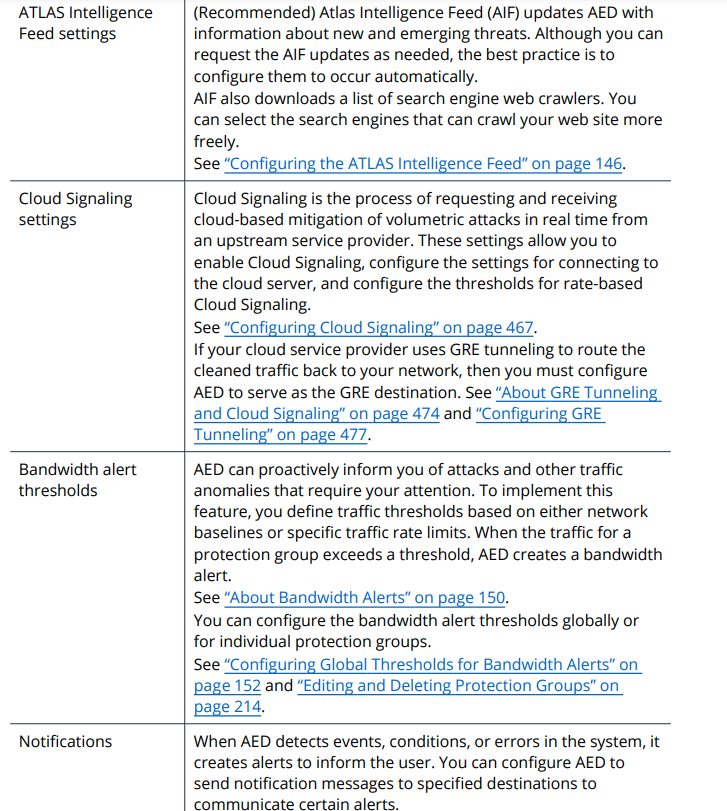 ATLAS Intelligence
Feed settings
(Recommended) Atlas Intelligence Feed (AIF) updates AED with
information about new and emerging threats. Although you can
request the AIF updates as needed, the best practice is to
configure them to occur automatically.
AIF also downloads a list of search engine web crawlers. You
can select the search engines that can crawl your web site more
freely.
See “Configuring the ATLAS Intelligence Feed” on page 146.
Cloud Signaling
settings
Cloud Signaling is the process of requesting and receiving
cloud-based mitigation of volumetric attacks in real time from
an upstream service provider. These settings allow you to
enable Cloud Signaling, configure the settings for connecting to
the cloud server, and configure the thresholds for rate-based
Cloud Signaling.
See “Configuring Cloud Signaling” on page 467.
If your cloud service provider uses GRE tunneling to route the
cleaned traffic back to your network, then you must configure
AED to serve as the GRE destination. See “About GRE Tunneling
and Cloud Signaling” on page 474 and “Configuring GRE
Tunneling” on page 477.
Bandwidth alert
thresholds
AED can proactively inform you of attacks and other traffic
anomalies that require your attention. To implement this
feature, you define traffic thresholds based on either network
baselines or specific traffic rate limits. When the traffic for a
protection group exceeds a threshold, AED creates a bandwidth
alert.
See “About Bandwidth Alerts” on page 150.
You can configure the bandwidth alert thresholds globally or
for individual protection groups.
See “Configuring Global Thresholds for Bandwidth Alerts” on
page 152 and “Editing and Deleting Protection Groups” on
page 214.
Notifications
When AED detects events, conditions, or errors in the system, it
creates alerts to inform the user. You can configure AED to
send notification messages to specified destinations to
communicate certain alerts.